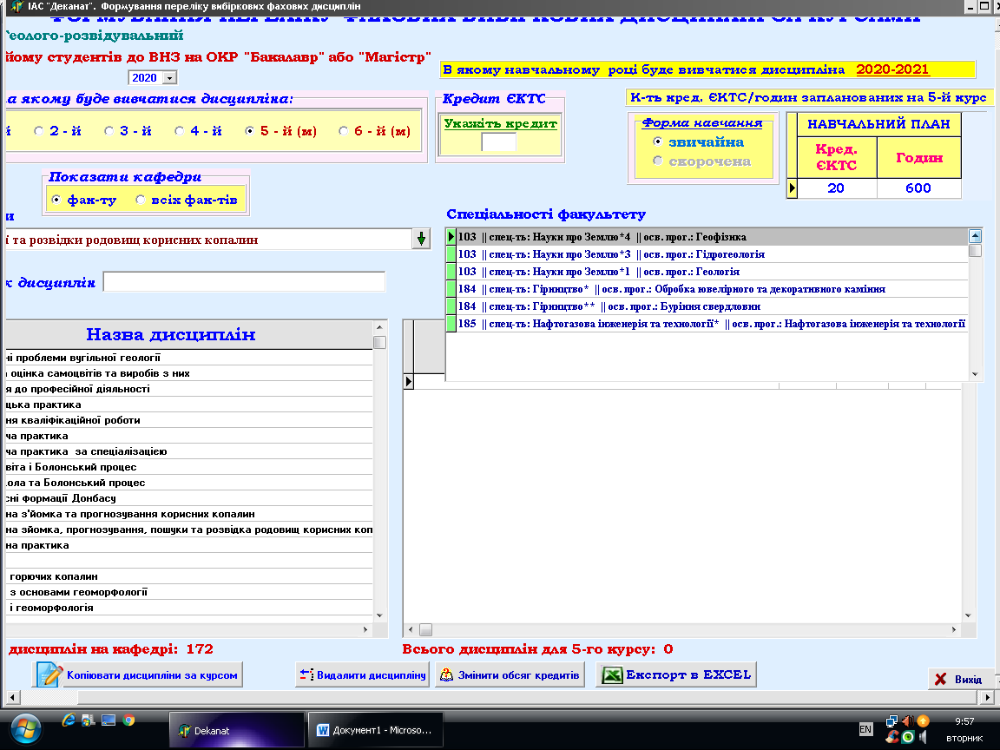 ІАС "Деканат". Формування переліку вибіркових фахових дисциплін
Геолого-розвідувальний
йому студентів до ВНЗ на ОКР "Бакалавр" або "Магістр"
2020
В якому навчальному році буде вивчатися дисципліна 2020-2021
а якому буде вивчатися дисципліна:
й 2 - й 3 - й 4 - й 5 - й (м) 6 - й (м)
Кредит ЄКТС
Укажіть кредит
К-ть кред. ЄКТС/годин запланованих на 5-й курс
Форма навчання
звичайна
скорочена
НАВЧАЛЬНИЙ ПЛАН
Кред. ЄКТС Годин
20 600
Показати кафедри
фак-ту всіх фак-тів
и
ї та розвідки родовищ корисних копалин
к дисциплін
Спеціальності факультету
103 || спец-ть: Науки про Землю*4 || осв. прог.: Геофізика
103 || спец-ть: Науки про Землю*3 || осв. прог.: Гідрогеологія
103 || спец-ть: Науки про Землю*1 || осв. прог.: Геологія
184 || спец-ть: Гірництво* || осв. прог.: Обробка ювелірного та декоративного каміння
184 || спец-ть: Гірництво** || осв. прог.: Буріння свердловин
185 || спец-ть: Нафтогазова інженерія та технології* || осв. прог.: Нафтогазова інженерія та технології
Назва дисциплін
ні проблеми вугільної геології
оцінка самоцвітів та виробів з них
я до професійної діяльності
цька практика
ня кваліфікаційної роботи
ча практика
ча практика за спеціалізацією
віта і Болонський процес
ола та Болонський процес
сні формації Донбасу
на з'йомка та прогнозування корисних копалин
на зйомка, прогнозування, пошуки та розвідка родовищ корисних коп
на практика
горючих копалин
з основами геоморфології
і геоморфологія
дисциплін на кафедрі: 172
Всього дисциплін для 5-го курсу: 0
Копіювати дисципліни за курсом
Видалити дисципліну
Змінити обсяг кредитів
Експорт в EXCEL
Вихід
Dekanat
Документ1 - Microso...
EN
9:57
вторник